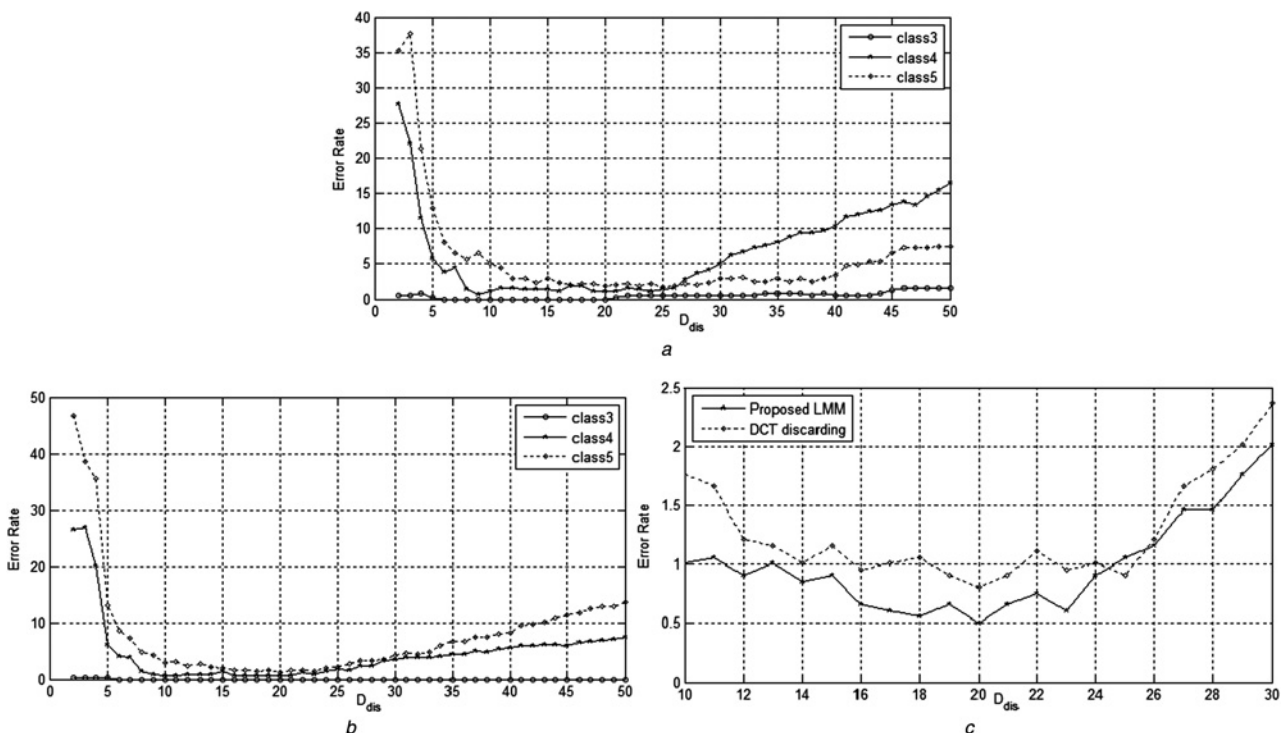 40
35
30
25
20
15
10
5
0
Error Rate
class3
class4
class5
0 5 10 15 20 25 30 35 40 45 50
D_dis
a
50
40
30
20
10
0
Error Rate
class3
class4
class5
0 5 10 15 20 25 30 35 40 45 50
D_dis
b
2.5
2
1.5
1
0.5
0
Error Rate
Proposed LMM
DCT discarding
10 12 14 16 18 20 22 24 26 28 30
D_dis
c